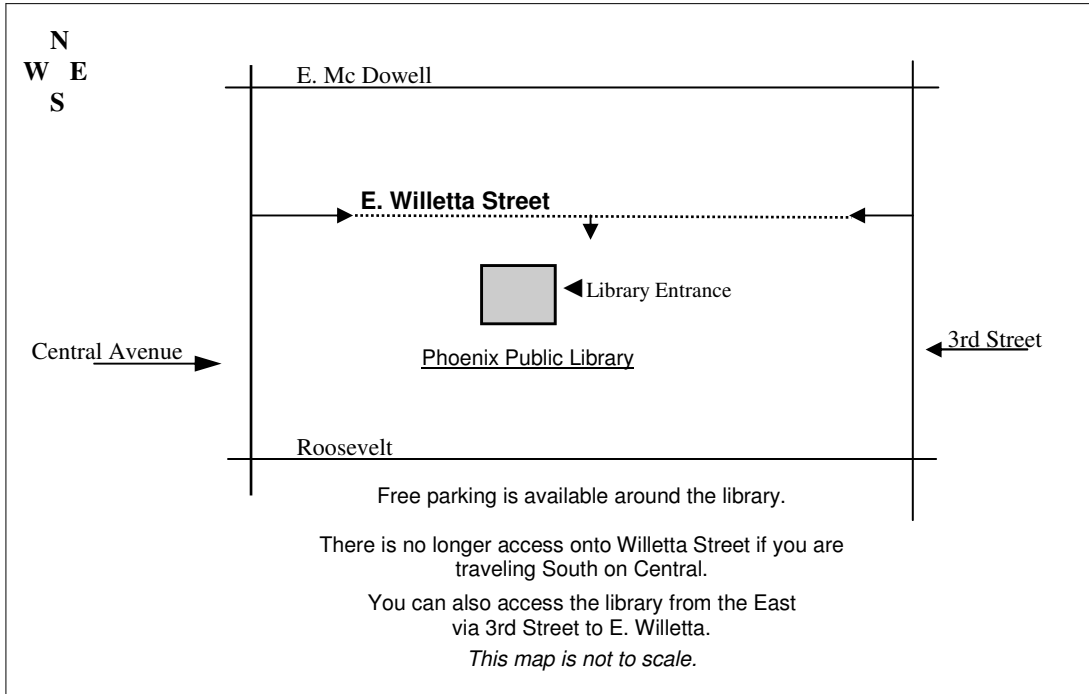 N
W E
S
E. Mc Dowell
E. Willetta Street
Library Entrance
Central Avenue
3rd Street
Phoenix Public Library
Roosevelt
Free parking is available around the library.
There is no longer access onto Willetta Street if you are
traveling South on Central.
You can also access the library from the East
via 3rd Street to E. Willetta.
This map is not to scale.